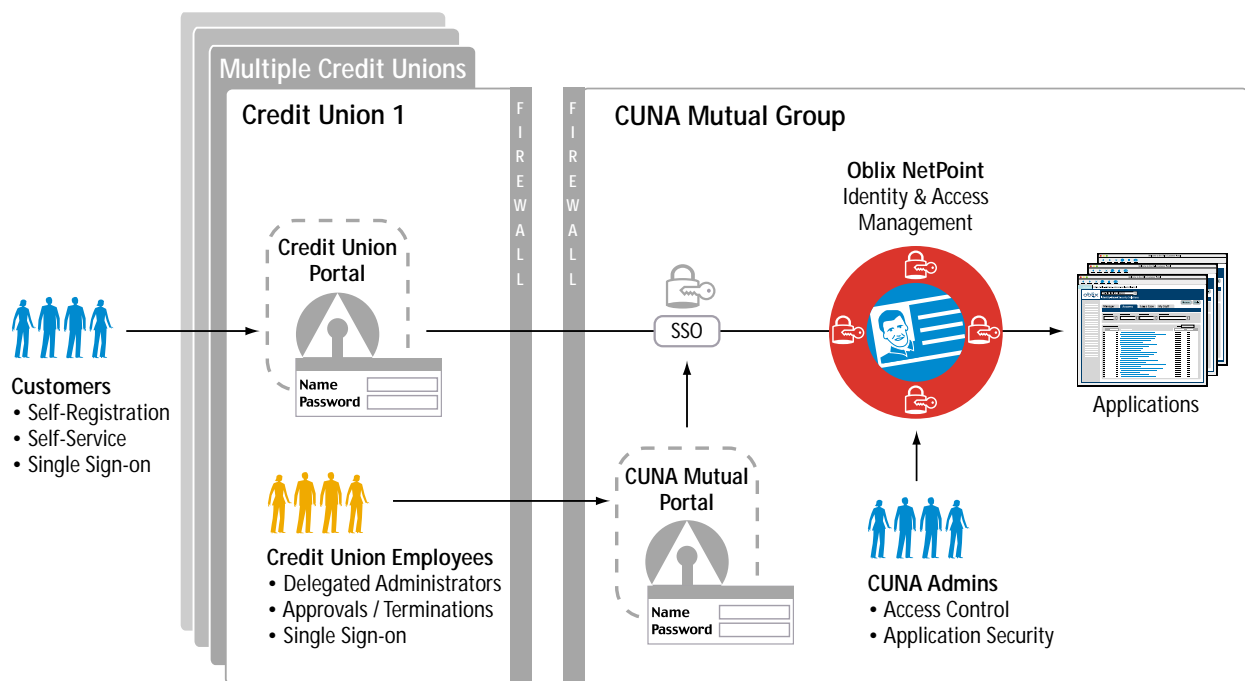 Multiple Credit Unions
Credit Union 1
FIREWALL
FIREWALL
CUNA Mutual Group
Oblix NetPoint
Identity & Access
Management
Credit Union
Portal
Name
Password
SSO
Customers
• Self-Registration
• Self-Service
• Single Sign-on
Applications
Credit Union Employees
• Delegated Administrators
• Approvals / Terminations
• Single Sign-on
CUNA Mutual
Portal
Name
Password
CUNA Admins
• Access Control
• Application Security
oblix